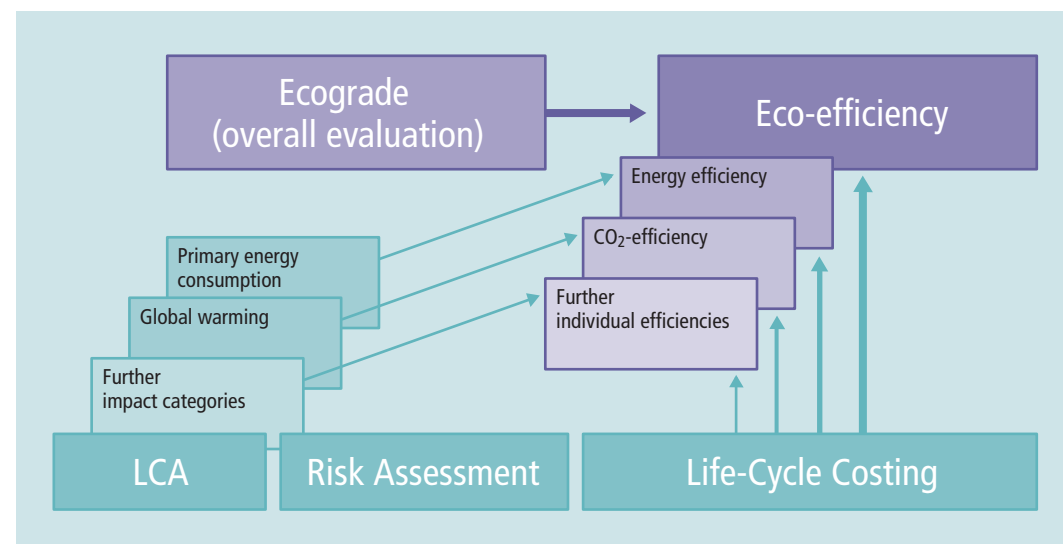 Ecograde
(overall evaluation)
Eco-efficiency
Energy efficiency
CO₂-efficiency
Further
individual efficiencies
Primary energy
consumption
Global warming
Further
impact categories
LCA
Risk Assessment
Life-Cycle Costing